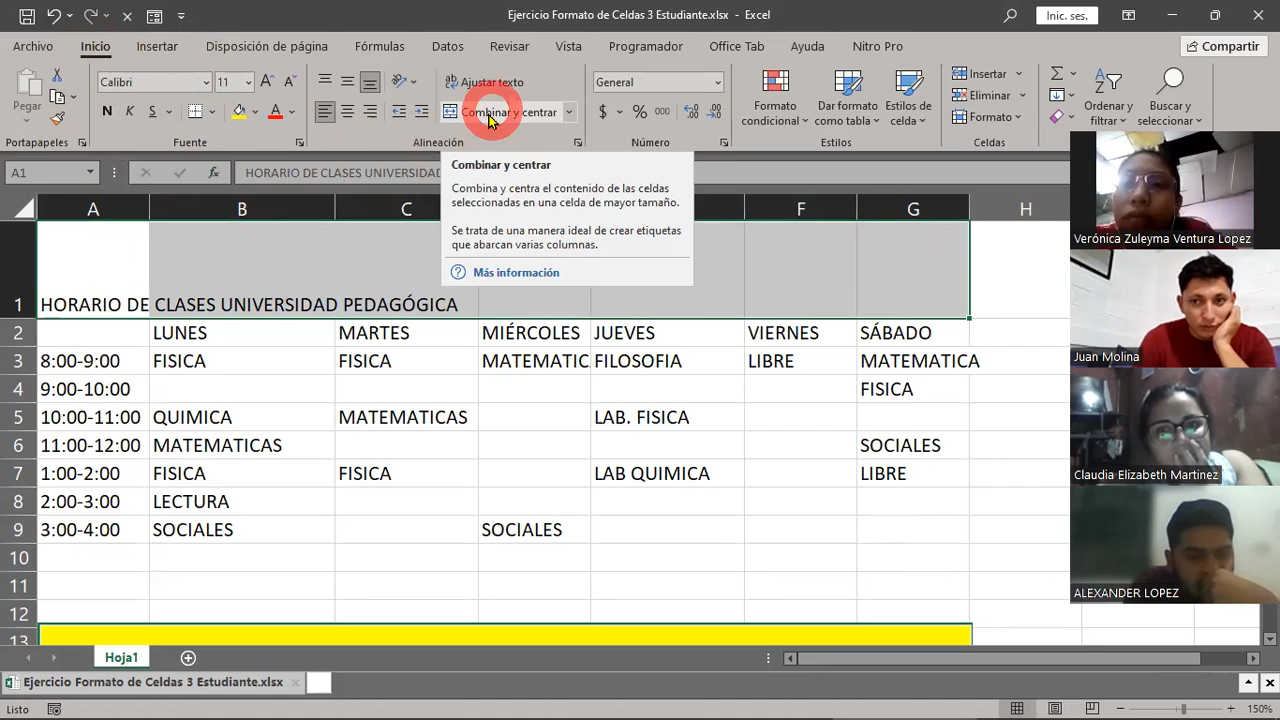 Ejercicio Formato de Celdas 3 Estudiante.xlsx - Excel
Inic. ses.
Archivo Inicio Insertar Disposición de página Fórmulas Datos Revisar Vista Programador Office Tab Ayuda Nitro Pro Compartir
Pegar
Portapapeles
Calibri 11
N K S
Fuente
Ajustar texto
Combinar y centrar
Alineación
General
$ % 000
Número
Formato condicional
Dar formato como tabla
Estilos de celda
Estilos
Insertar
Eliminar
Formato
Celdas
Ordenar y filtrar
Buscar y seleccionar
A1
HORARIO DE CLASES UNIVERSIDA
Combinar y centrar
Combina y centra el contenido de las celdas
seleccionadas en una celda de mayor tamaño.
Se trata de una manera ideal de crear etiquetas
que abarcan varias columnas.
Más información
A B C F G H
1 HORARIO DE CLASES UNIVERSIDAD PEDAGÓGICA
2 LUNES MARTES MIÉRCOLES JUEVES VIERNES SÁBADO
3 8:00-9:00 FISICA FISICA MATEMATIC FILOSOFIA LIBRE MATEMATICA
4 9:00-10:00 FISICA
5 10:00-11:00 QUIMICA MATEMATICAS LAB. FISICA
6 11:00-12:00 MATEMATICAS SOCIALES
7 1:00-2:00 FISICA FISICA LAB QUIMICA LIBRE
8 2:00-3:00 LECTURA
9 3:00-4:00 SOCIALES SOCIALES
10
11
12
13
Verónica Zuleyma Ventura Lopez
Juan Molina
Claudia Elizabeth Martinez
ALEXANDER LOPEZ
Hoja1
Ejercicio Formato de Celdas 3 Estudiante.xlsx
Listo
150%